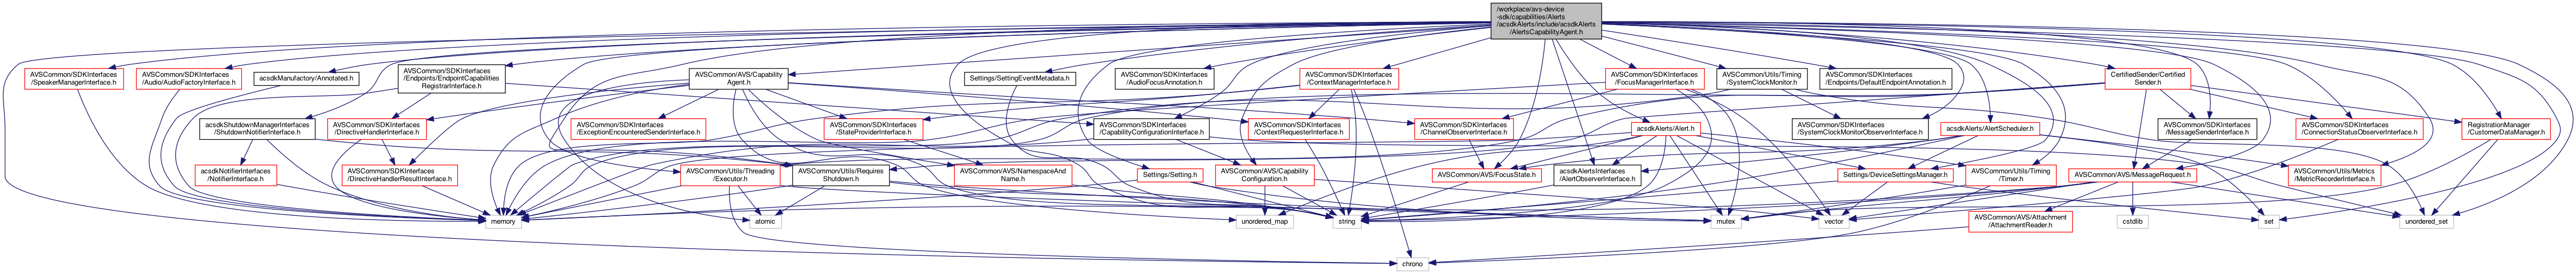 /workplace/avs-device
-sdk/capabilities/Alerts
/acsdkAlerts/include/acsdkAlerts
/AlertsCapabilityAgent.h
AVSCommon/SDKInterfaces
/SpeakerManagerInterface.h
AVSCommon/SDKInterfaces
/Audio/AudioFactoryInterface.h
acsdkManufactory/Annotated.h
AVSCommon/SDKInterfaces
/Endpoints/EndpointCapabilities
RegistrarInterface.h
AVSCommon/AVS/Capability
Agent.h
Settings/SettingEventMetadata.h
AVSCommon/SDKInterfaces
/AudioFocusAnnotation.h
AVSCommon/SDKInterfaces
/ContextManagerInterface.h
AVSCommon/SDKInterfaces
/FocusManagerInterface.h
AVSCommon/Utils/Timing
/SystemClockMonitor.h
AVSCommon/SDKInterfaces
/Endpoints/DefaultEndpointAnnotation.h
CertifiedSender/Certified
Sender.h
acsdkShutdownManagerInterfaces
/ShutdownNotifierInterface.h
AVSCommon/SDKInterfaces
/DirectiveHandlerInterface.h
AVSCommon/SDKInterfaces
/ExceptionEncounteredSenderInterface.h
AVSCommon/SDKInterfaces
/StateProviderInterface.h
AVSCommon/SDKInterfaces
/CapabilityConfigurationInterface.h
AVSCommon/SDKInterfaces
/ContextRequesterInterface.h
AVSCommon/SDKInterfaces
/ChannelObserverInterface.h
acsdkAlerts/Alert.h
AVSCommon/SDKInterfaces
/SystemClockMonitorObserverInterface.h
acsdkAlerts/AlertScheduler.h
AVSCommon/SDKInterfaces
/MessageSenderInterface.h
AVSCommon/SDKInterfaces
/ConnectionStatusObserverInterface.h
RegistrationManager
/CustomerDataManager.h
acsdkNotifierInterfaces
/NotifierInterface.h
AVSCommon/SDKInterfaces
/DirectiveHandlerResultInterface.h
AVSCommon/Utils/Threading
/Executor.h
AVSCommon/Utils/Requires
Shutdown.h
AVSCommon/AVS/NamespaceAnd
Name.h
Settings/Setting.h
AVSCommon/AVS/Capability
Configuration.h
AVSCommon/AVS/FocusState.h
acsdkAlertsInterfaces
/AlertObserverInterface.h
Settings/DeviceSettingsManager.h
AVSCommon/Utils/Timing
/Timer.h
AVSCommon/AVS/MessageRequest.h
AVSCommon/Utils/Metrics
/MetricRecorderInterface.h
memory
atomic
unordered_map
string
mutex
vector
AVSCommon/AVS/Attachment
/AttachmentReader.h
cstdlib
set
unordered_set
chrono